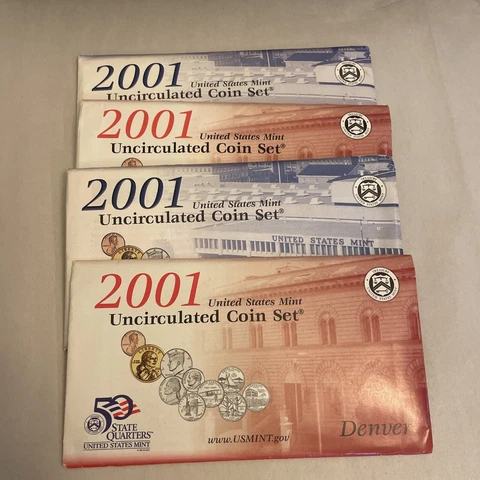 2001 United States Mint
Uncirculated Coin Set®
2001 United States Mint
Uncirculated Coin Set®
2001 United States Mint
Uncirculated Coin Set®
UNITED STATES MINT
2001 United States Mint
Uncirculated Coin Set®
50
STATE
QUARTERS
UNITED STATES MINT
www.USMINT.gov
Denver